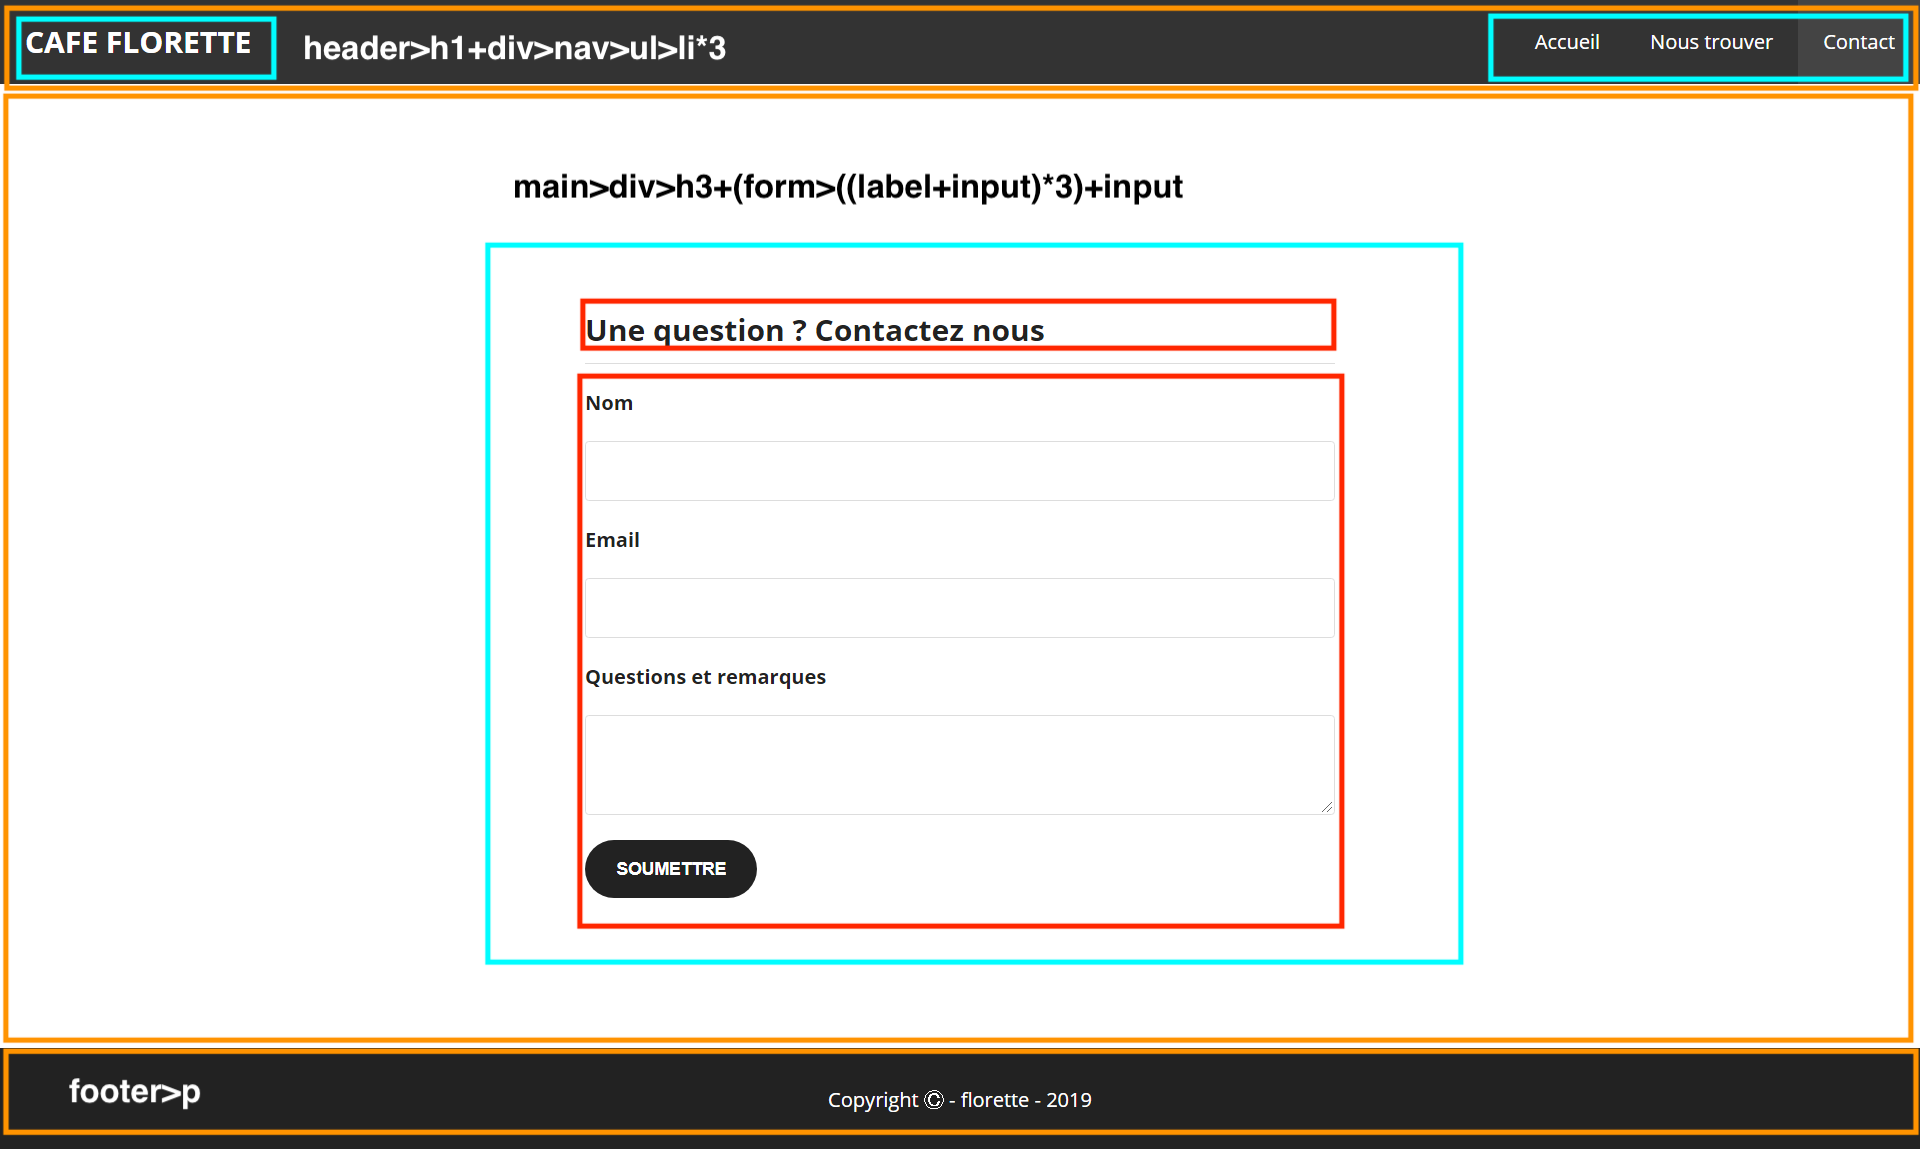 CAFE FLORETTE
header>h1+div>nav>ul>li*3
Accueil Nous trouver Contact
main>div>h3+(form>((label+input)*3)+input
Une question ? Contactez nous
Nom
Email
Questions et remarques
SOUMETTRE
footer>p
Copyright © - florette - 2019